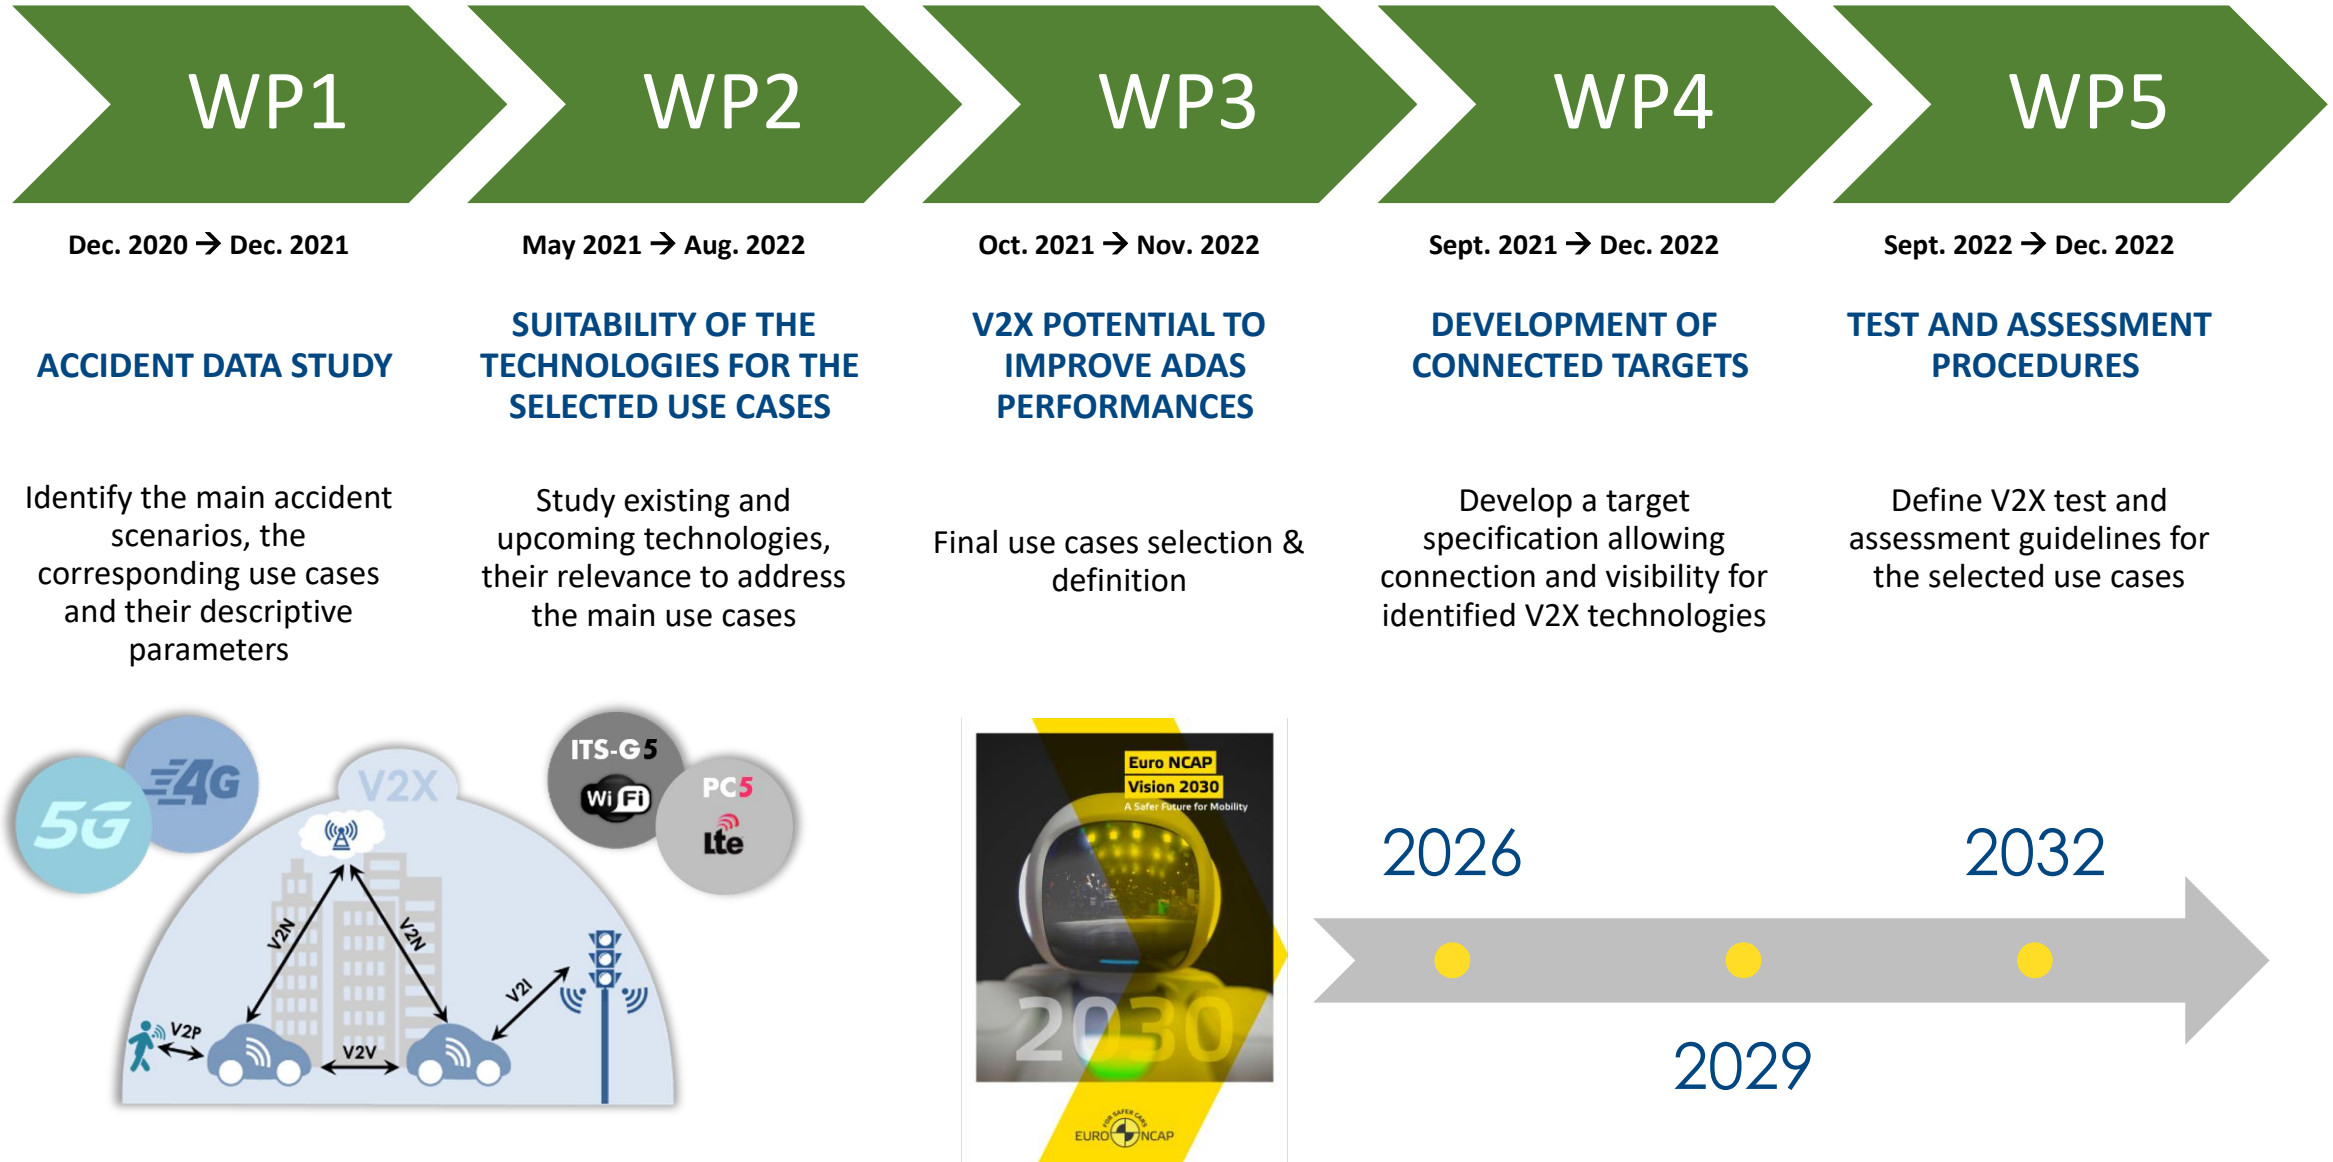 WP1
WP2
WP3
WP4
WP5
Dec. 2020 → Dec. 2021
May 2021 → Aug. 2022
Oct. 2021 → Nov. 2022
Sept. 2021 → Dec. 2022
Sept. 2022 → Dec. 2022
ACCIDENT DATA STUDY
SUITABILITY OF THE
TECHNOLOGIES FOR THE
SELECTED USE CASES
V2X POTENTIAL TO
IMPROVE ADAS
PERFORMANCES
DEVELOPMENT OF
CONNECTED TARGETS
TEST AND ASSESSMENT
PROCEDURES
Identify the main accident
scenarios, the
corresponding use cases
and their descriptive
parameters
Study existing and
upcoming technologies,
their relevance to address
the main use cases
Final use cases selection &
definition
Develop a target
specification allowing
connection and visibility for
identified V2X technologies
Define V2X test and
assessment guidelines for
the selected use cases
5G
4G
V2X
ITS-G5
WiFi
PC5
Lte
V2N
V2N
V2I
V2P
V2V
Euro NCAP
Vision 2030
A Safer Future for Mobility
2030
FOR SAFER CARS
EURO NCAP
2026
2032
2029